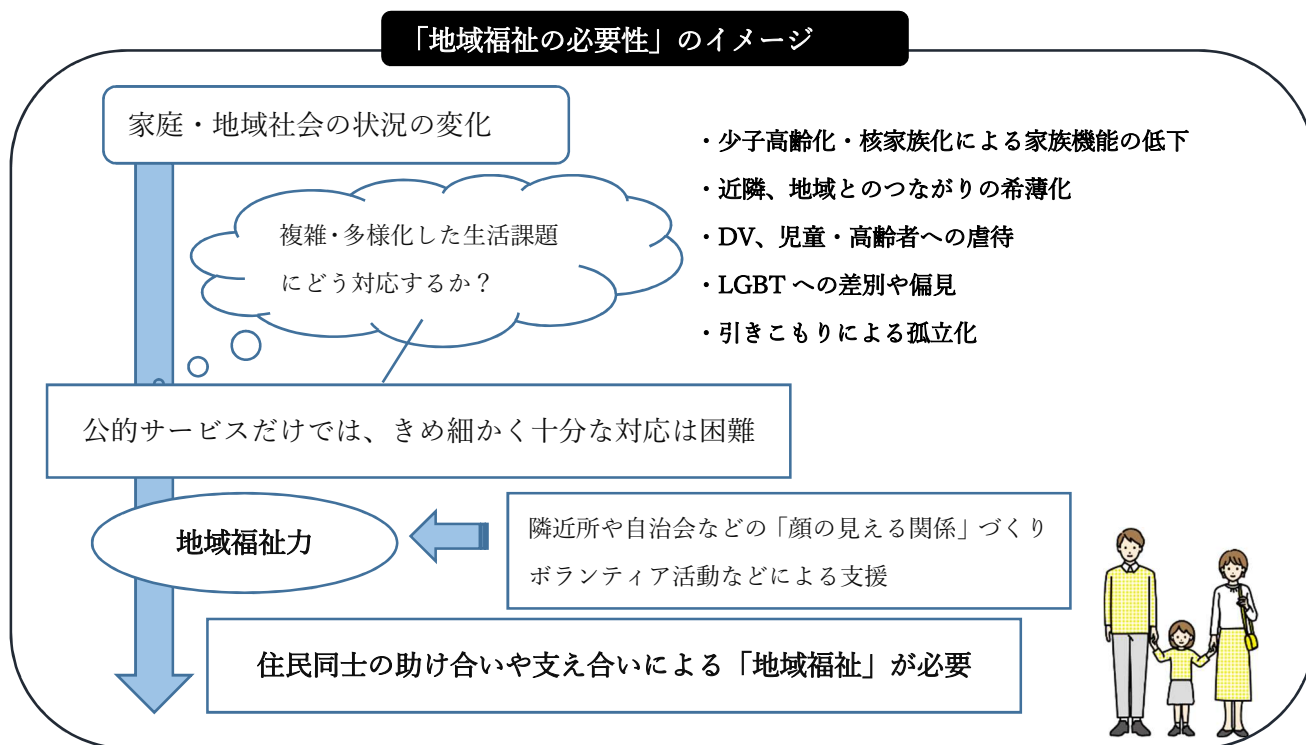 「地域福祉の必要性」のイメージ
家庭・地域社会の状況の変化
・少子高齢化・核家族化による家族機能の低下
・近隣、地域とのつながりの希薄化
・DV、児童・高齢者への虐待
・LGBT への差別や偏見
・引きこもりによる孤立化
複雑・多様化した生活課題
にどう対応するか？
公的サービスだけでは、きめ細かく十分な対応は困難
地域福祉力
隣近所や自治会などの「顔の見える関係」づくり
ボランティア活動などによる支援
住民同士の助け合いや支え合いによる「地域福祉」が必要